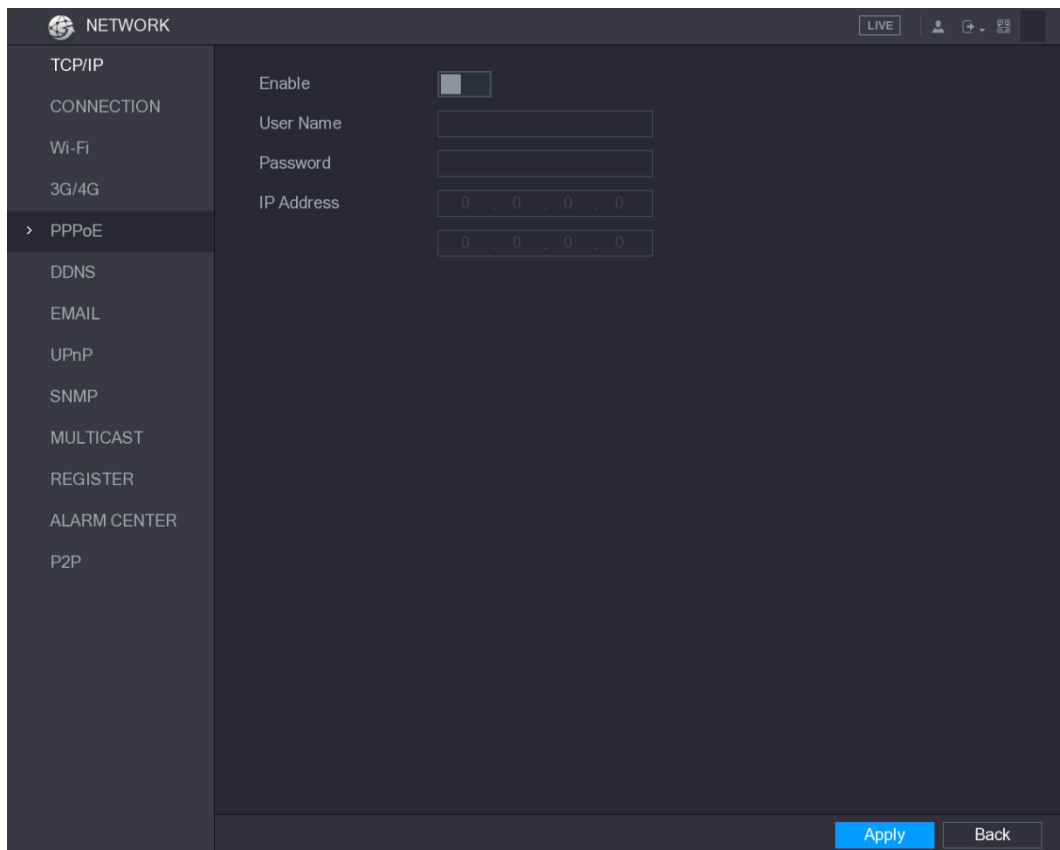 NETWORK
LIVE
TCP/IP
CONNECTION
Wi-Fi
3G/4G
PPPoE
DDNS
EMAIL
UPnP
SNMP
MULTICAST
REGISTER
ALARM CENTER
P2P
Enable
User Name
Password
IP Address
0 . 0 . 0 . 0
0 . 0 . 0 . 0
Apply
Back